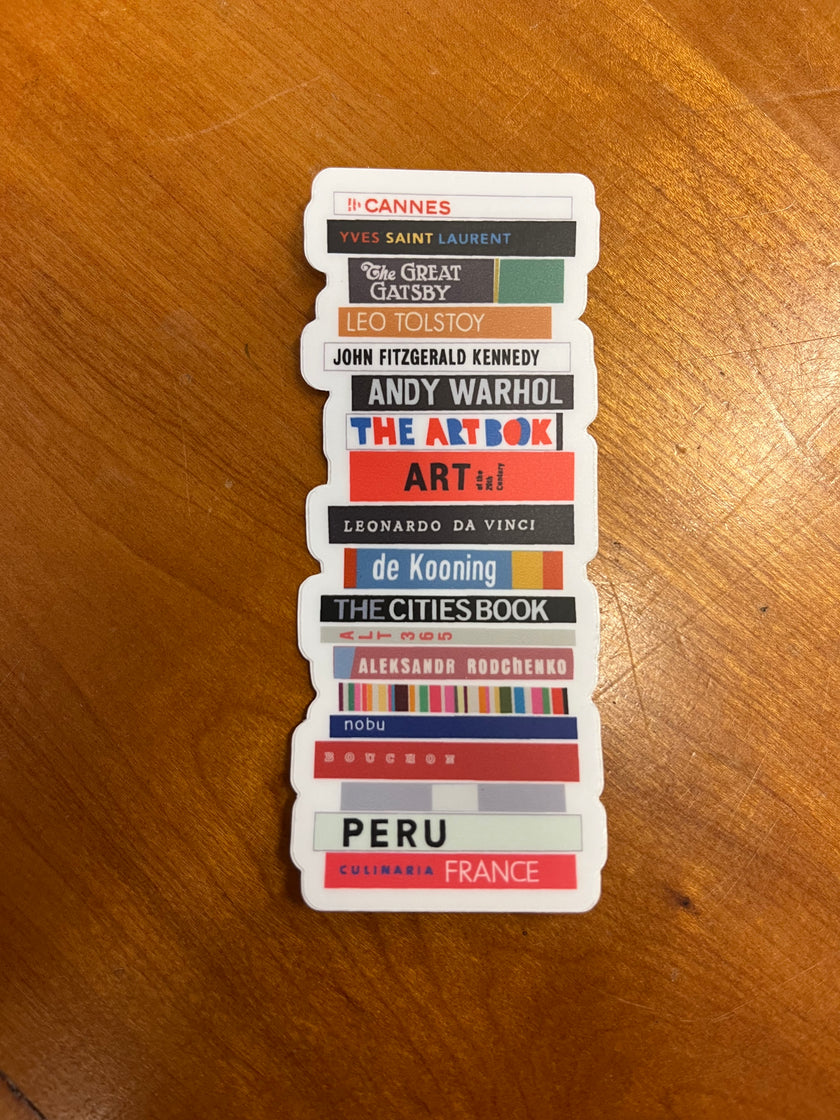 CANNES
YVES SAINT LAURENT
The GREAT
GATSBY
LEO TOLSTOY
JOHN FITZGERALD KENNEDY
ANDY WARHOL
THE ART BOOK
ART of the 20th Century
LEONARDO DA VINCI
de Kooning
THE CITIES BOOK
ALT 365
ALEKSANDR RODCHENKO
nobu
BOUCHON
PERU
CULINARIA FRANCE